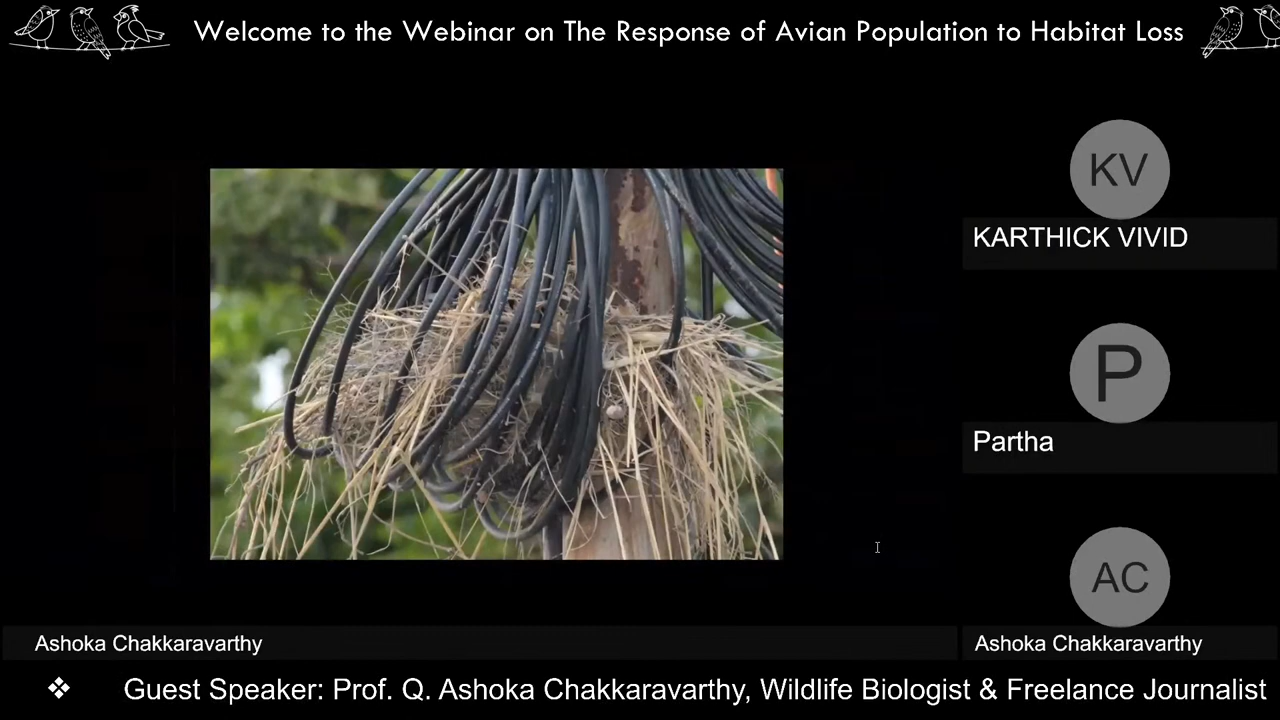 Welcome to the Webinar on The Response of Avian Population to Habitat Loss
KV
KARTHICK VIVID
P
Partha
AC
Ashoka Chakkaravarthy
Ashoka Chakkaravarthy
❖ Guest Speaker: Prof. Q. Ashoka Chakkaravarthy, Wildlife Biologist & Freelance Journalist